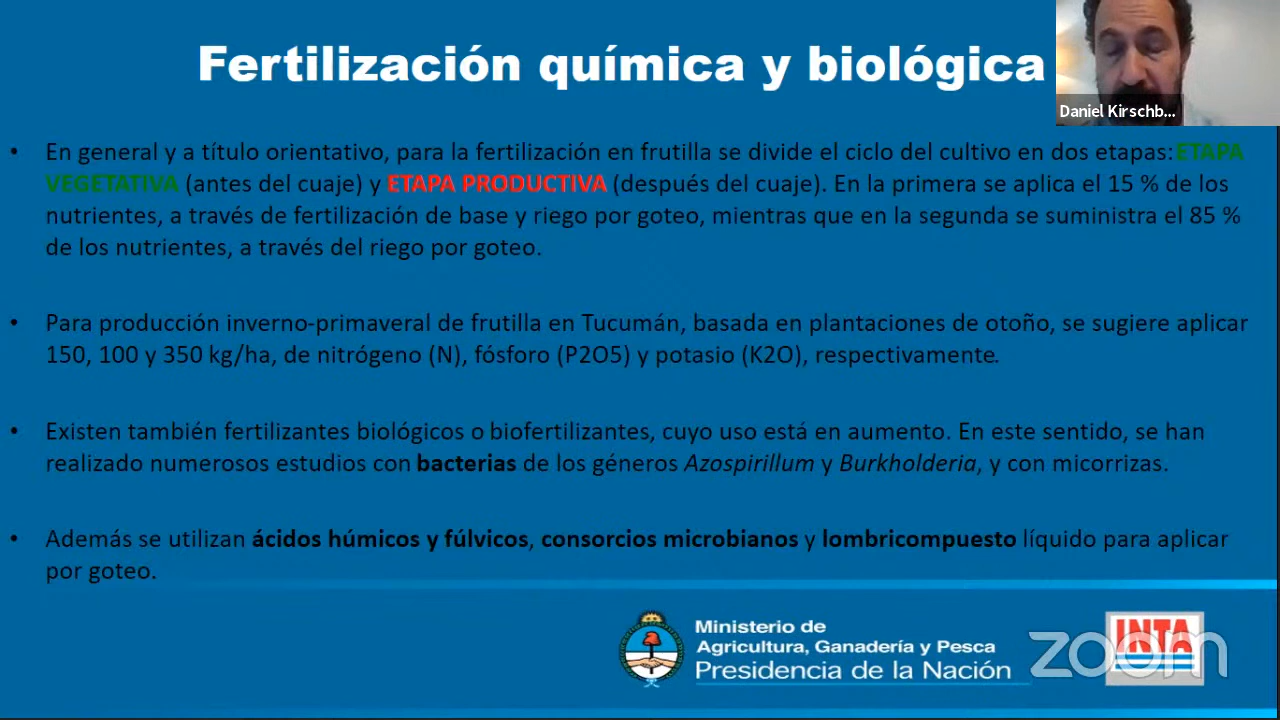 Fertilización química y biológica
Daniel Kirschb...
• En general y a título orientativo, para la fertilización en frutilla se divide el ciclo del cultivo en dos etapas: ETAPA
VEGETATIVA (antes del cuaje) y ETAPA PRODUCTIVA (después del cuaje). En la primera se aplica el 15 % de los
nutrientes, a través de fertilización de base y riego por goteo, mientras que en la segunda se suministra el 85 %
de los nutrientes, a través del riego por goteo.
• Para producción inverno-primaveral de frutilla en Tucumán, basada en plantaciones de otoño, se sugiere aplicar
150, 100 y 350 kg/ha, de nitrógeno (N), fósforo (P2O5) y potasio (K2O), respectivamente.
• Existen también fertilizantes biológicos o biofertilizantes, cuyo uso está en aumento. En este sentido, se han
realizado numerosos estudios con bacterias de los géneros Azospirillum y Burkholderia, y con micorrizas.
• Además se utilizan ácidos húmicos y fúlvicos, consorcios microbianos y lombricompuesto líquido para aplicar
por goteo.
Ministerio de
Agricultura, Ganadería y Pesca
Presidencia de la Nación
INTA
zoom